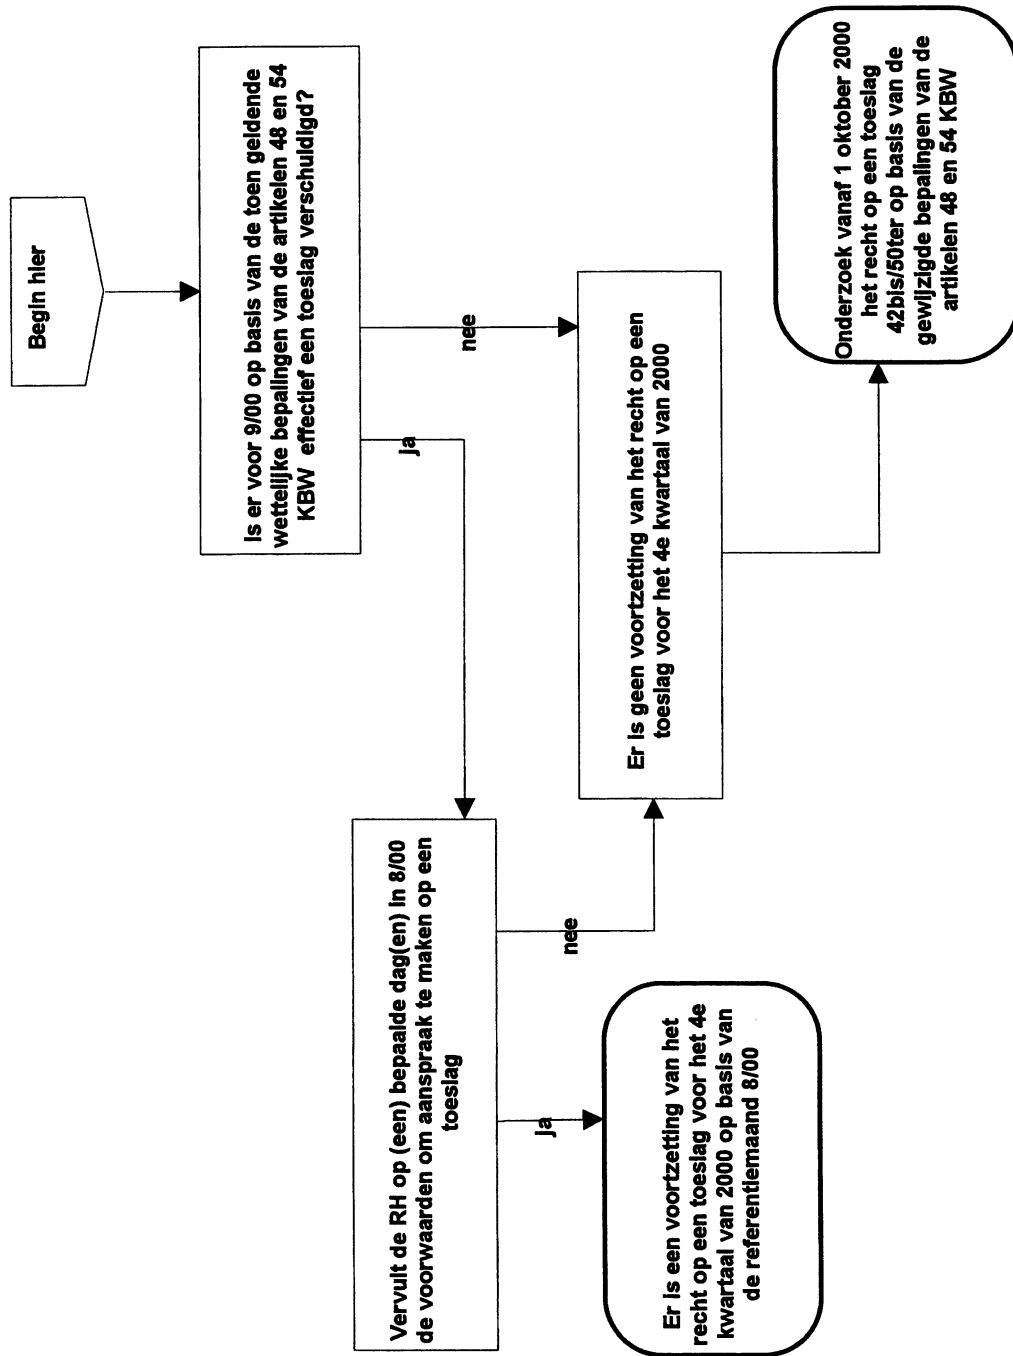 Begin hier
Is er voor 9/00 op basis van de toen geldende
wettelijke bepalingen van de artikelen 48 en 54
KBW effectief een toeslag verschuldigd?
ja
nee
Vervult de RH op (een) bepaalde dag(en) in 8/00
de voorwaarden om aanspraak te maken op een
toeslag
ja
nee
Er is een voortzetting van het
recht op een toeslag voor het 4e
kwartaal van 2000 op basis van
de referentiemaand 8/00
Er is geen voortzetting van het recht op een
toeslag voor het 4e kwartaal van 2000
Onderzoek vanaf 1 oktober 2000
het recht op een toeslag
42bis/50ter op basis van de
gewijzigde bepalingen van de
artikelen 48 en 54 KBW